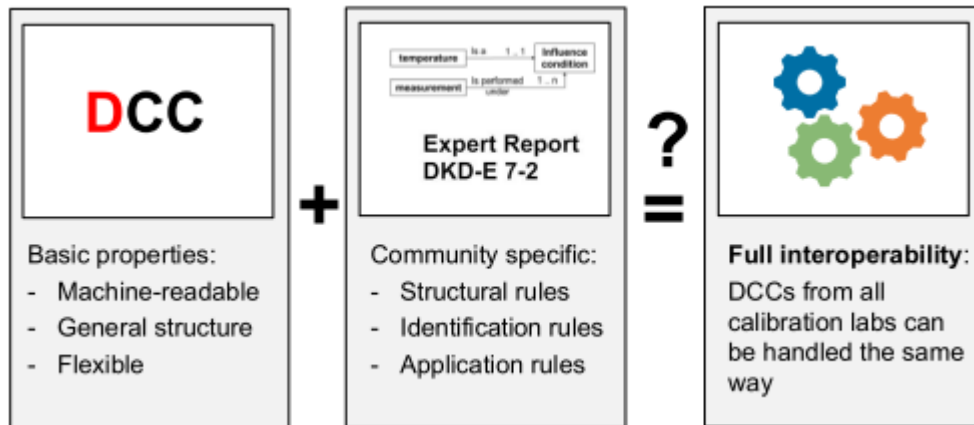 DCC
Basic properties:
- Machine-readable
- General structure
- Flexible
+
temperature Is a 1 .. 1 Influence condition
measurement Is performed under 1 .. n
Expert Report
DKD-E 7-2
Community specific:
- Structural rules
- Identification rules
- Application rules
?
=
Full interoperability:
DCCs from all
calibration labs can
be handled the same
way